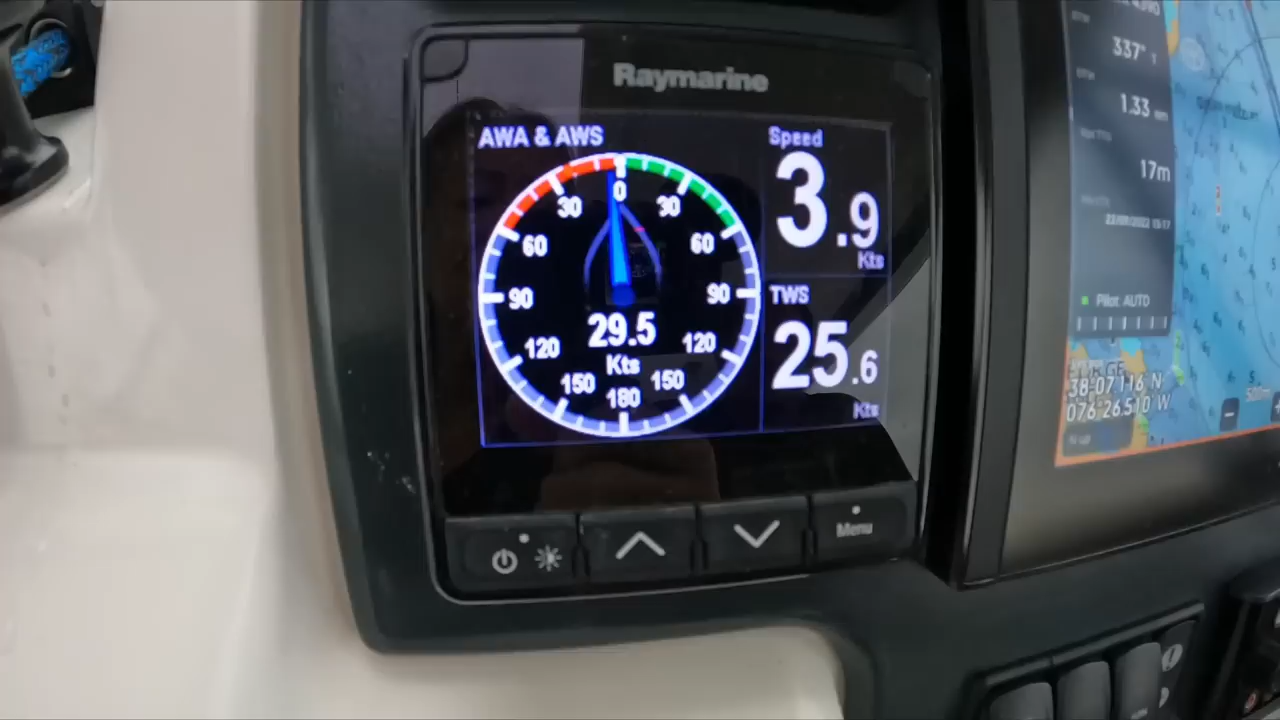 Raymarine
AWA & AWS
0
30
30
60
60
90
90
120
120
150
150
180
29.5
Kts
Speed
3.9
Kts
TWS
25.6
Kts
Menu
337° T
1.33 nm
17m
Pilot AUTO
38°07.116 N
076°26.510 W